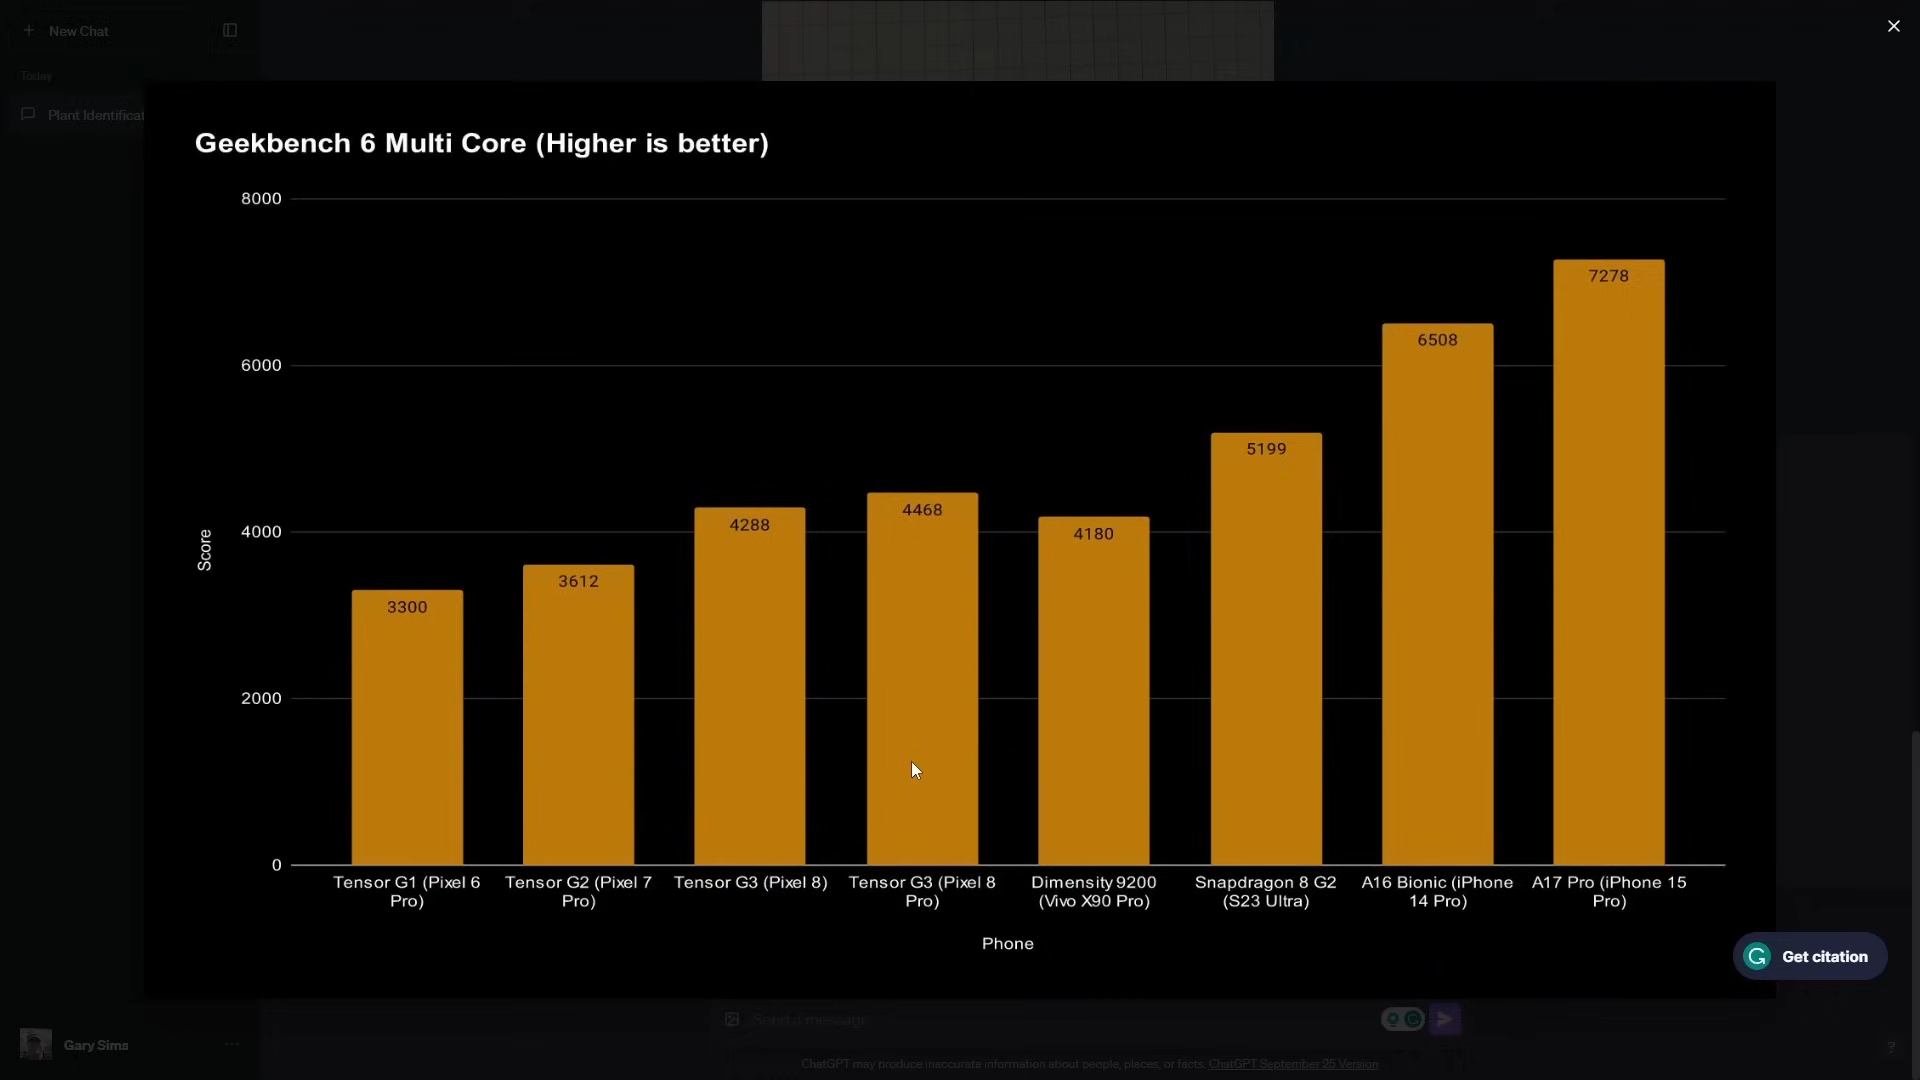 New Chat
Today
Plant Identificat
Geekbench 6 Multi Core (Higher is better)
8000
6000
4000
2000
0
Score
3300
3612
4288
4468
4180
5199
6508
7278
Tensor G1 (Pixel 6
Pro)
Tensor G2 (Pixel 7
Pro)
Tensor G3 (Pixel 8)
Tensor G3 (Pixel 8
Pro)
Dimensity 9200
(Vivo X90 Pro)
Snapdragon 8 G2
(S23 Ultra)
A16 Bionic (iPhone
14 Pro)
A17 Pro (iPhone 15
Pro)
Phone
Get citation
Send a message
Gary Sims
ChatGPT may produce inaccurate information about people, places, or facts. ChatGPT September 25 Version
?